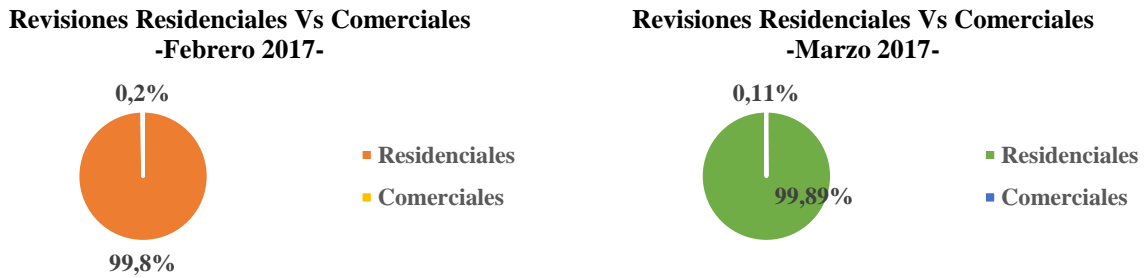 Revisiones Residenciales Vs Comerciales
-Febrero 2017-
0,2%
99,8%
Residenciales
Comerciales
Revisiones Residenciales Vs Comerciales
-Marzo 2017-
0,11%
99,89%
Residenciales
Comerciales